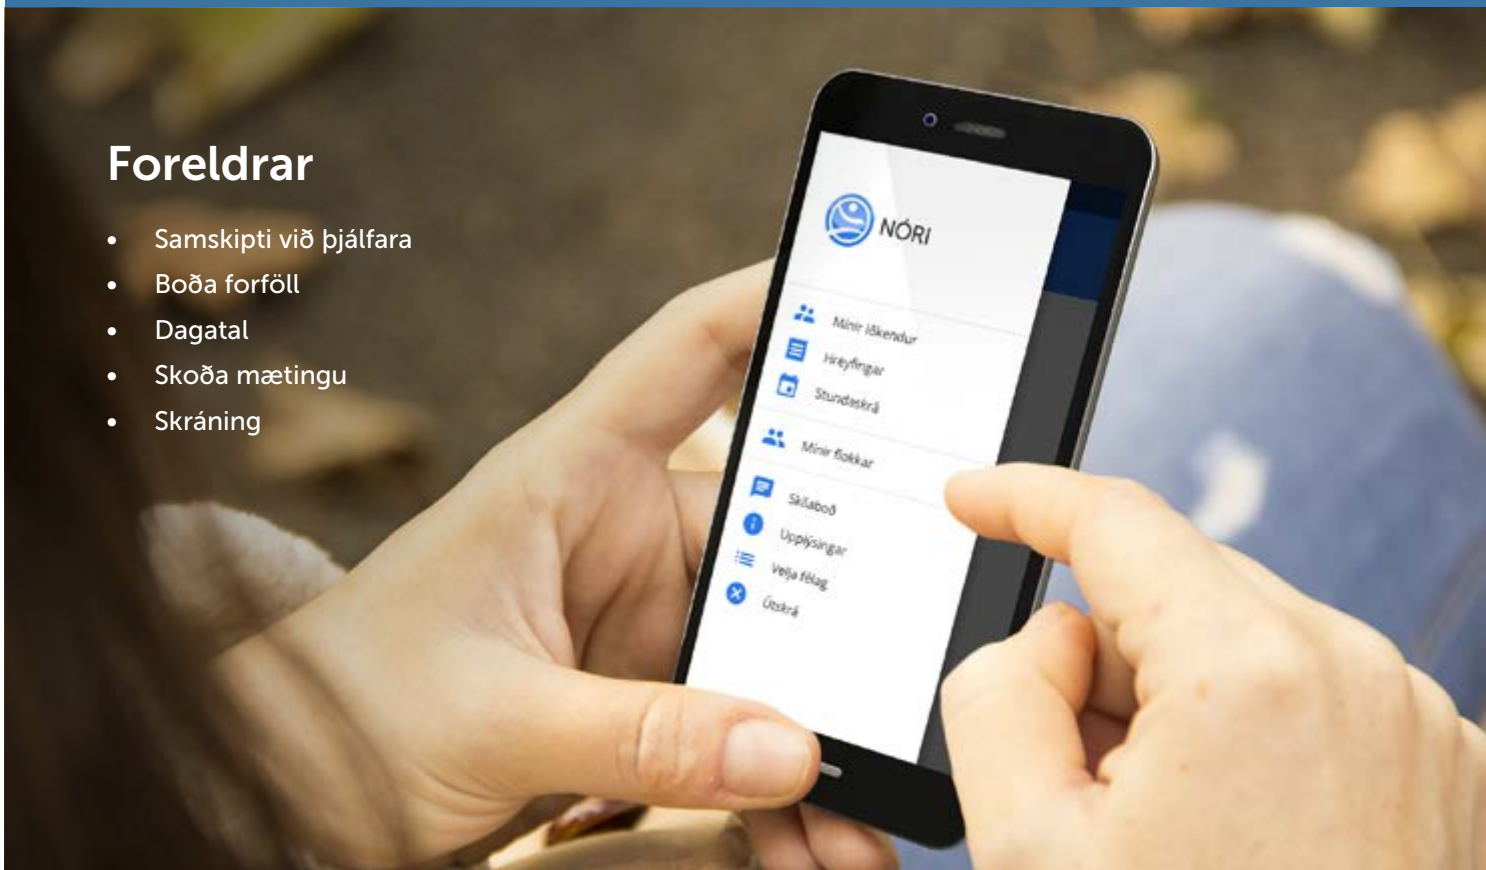 Foreldrar
• Samskipti við þjálfara
• Boða forföll
• Dagatal
• Skoða mætingu
• Skráning
NÓRI
Mínir iðkendur
Hreyfingar
Stundaskrá
Mínir flokkar
Skilaboð
Upplýsingar
Velja félag
Útskrá